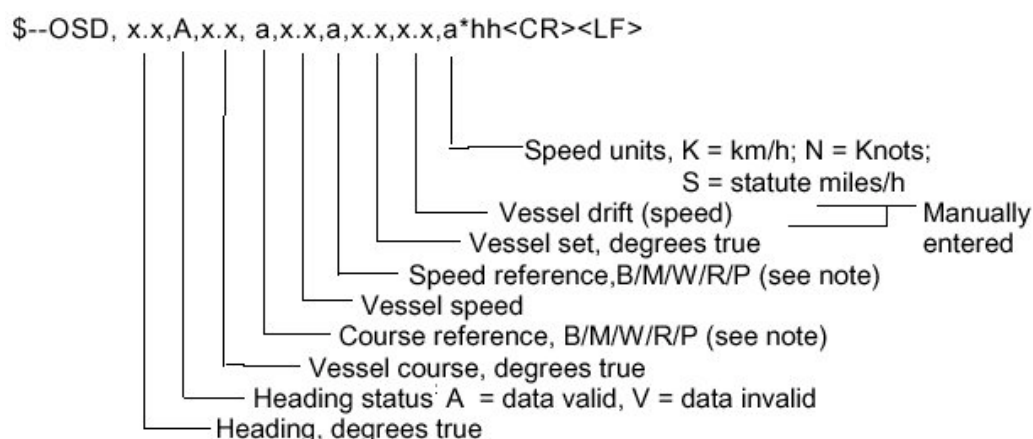 $--OSD, x.x,A,x.x, a,x.x,a,x.x,x.x,a*hh<CR><LF>
Speed units, K = km/h; N = Knots;
S = statute miles/h
Vessel drift (speed) Manually
Vessel set, degrees true entered
Speed reference,B/M/W/R/P (see note)
Vessel speed
Course reference, B/M/W/R/P (see note)
Vessel course, degrees true
Heading status: A = data valid, V = data invalid
Heading, degrees true